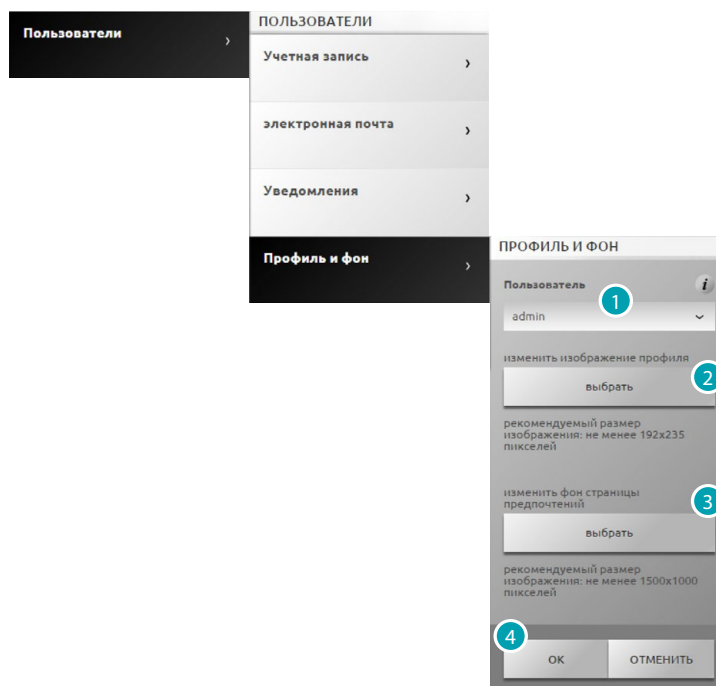 Пользователи
ПОЛЬЗОВАТЕЛИ
Учетная запись
электронная почта
Уведомления
Профиль и фон
ПРОФИЛЬ И ФОН
Пользователь
i
1
admin
изменить изображение профиля
2
выбрать
рекомендуемый размер
изображения: не менее 192x235
пикселей
изменить фон страницы
предпочтений
3
выбрать
рекомендуемый размер
изображения: не менее 1500x1000
пикселей
4
ОК
ОТМЕНИТЬ